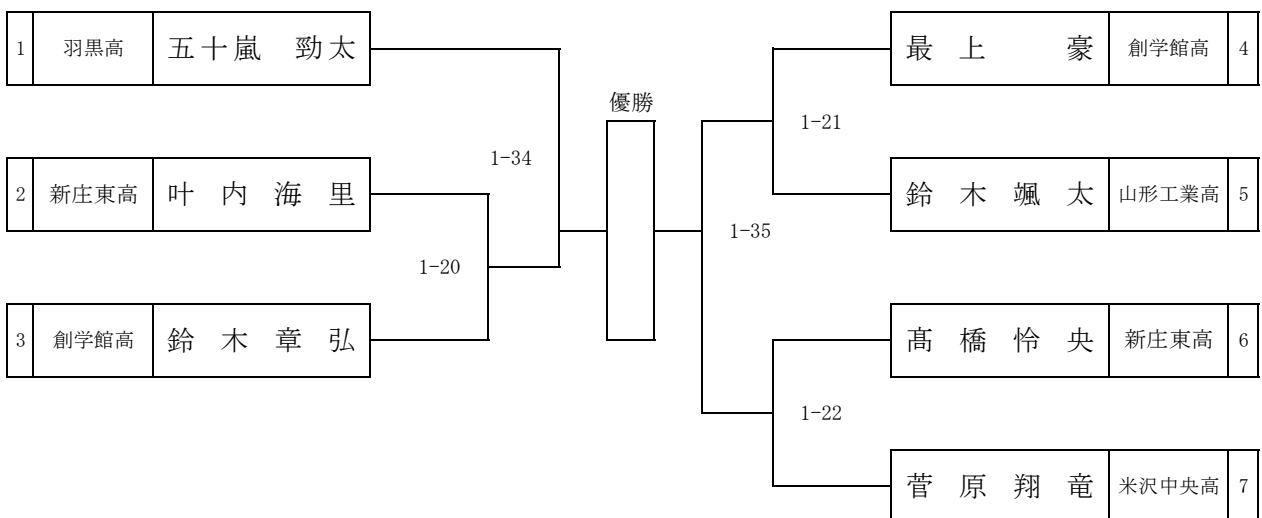 1 羽黒高 五十嵐 勁太
2 新庄東高 叶内海里
3 創学館高 鈴木章弘
1-34
1-20
優勝
1-21
1-35
1-22
最上 豪 創学館高 4
鈴木颯太 山形工業高 5
髙橋怜央 新庄東高 6
菅原翔竜 米沢中央高 7